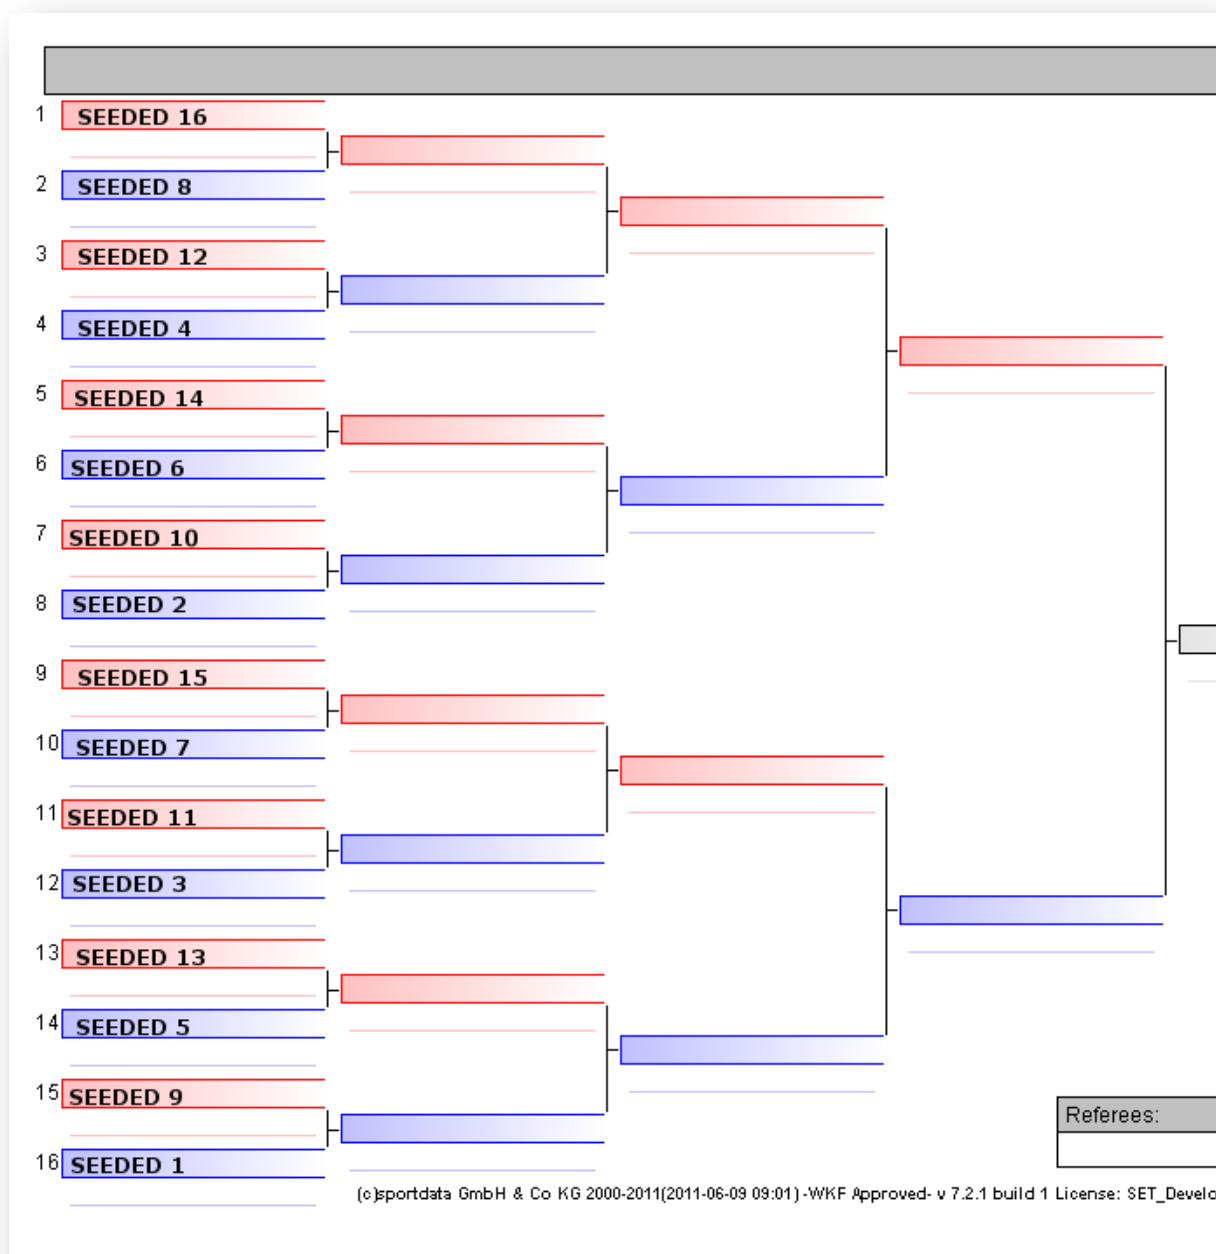 1 SEEDED 16
2 SEEDED 8
3 SEEDED 12
4 SEEDED 4
5 SEEDED 14
6 SEEDED 6
7 SEEDED 10
8 SEEDED 2
9 SEEDED 15
10 SEEDED 7
11 SEEDED 11
12 SEEDED 3
13 SEEDED 13
14 SEEDED 5
15 SEEDED 9
Referees:
16 SEEDED 1
(c)sportdata GmbH & Co KG 2000-2011(2011-06-09 09:01) -WKF Approved- v 7.2.1 build 1 License: SET_Develo